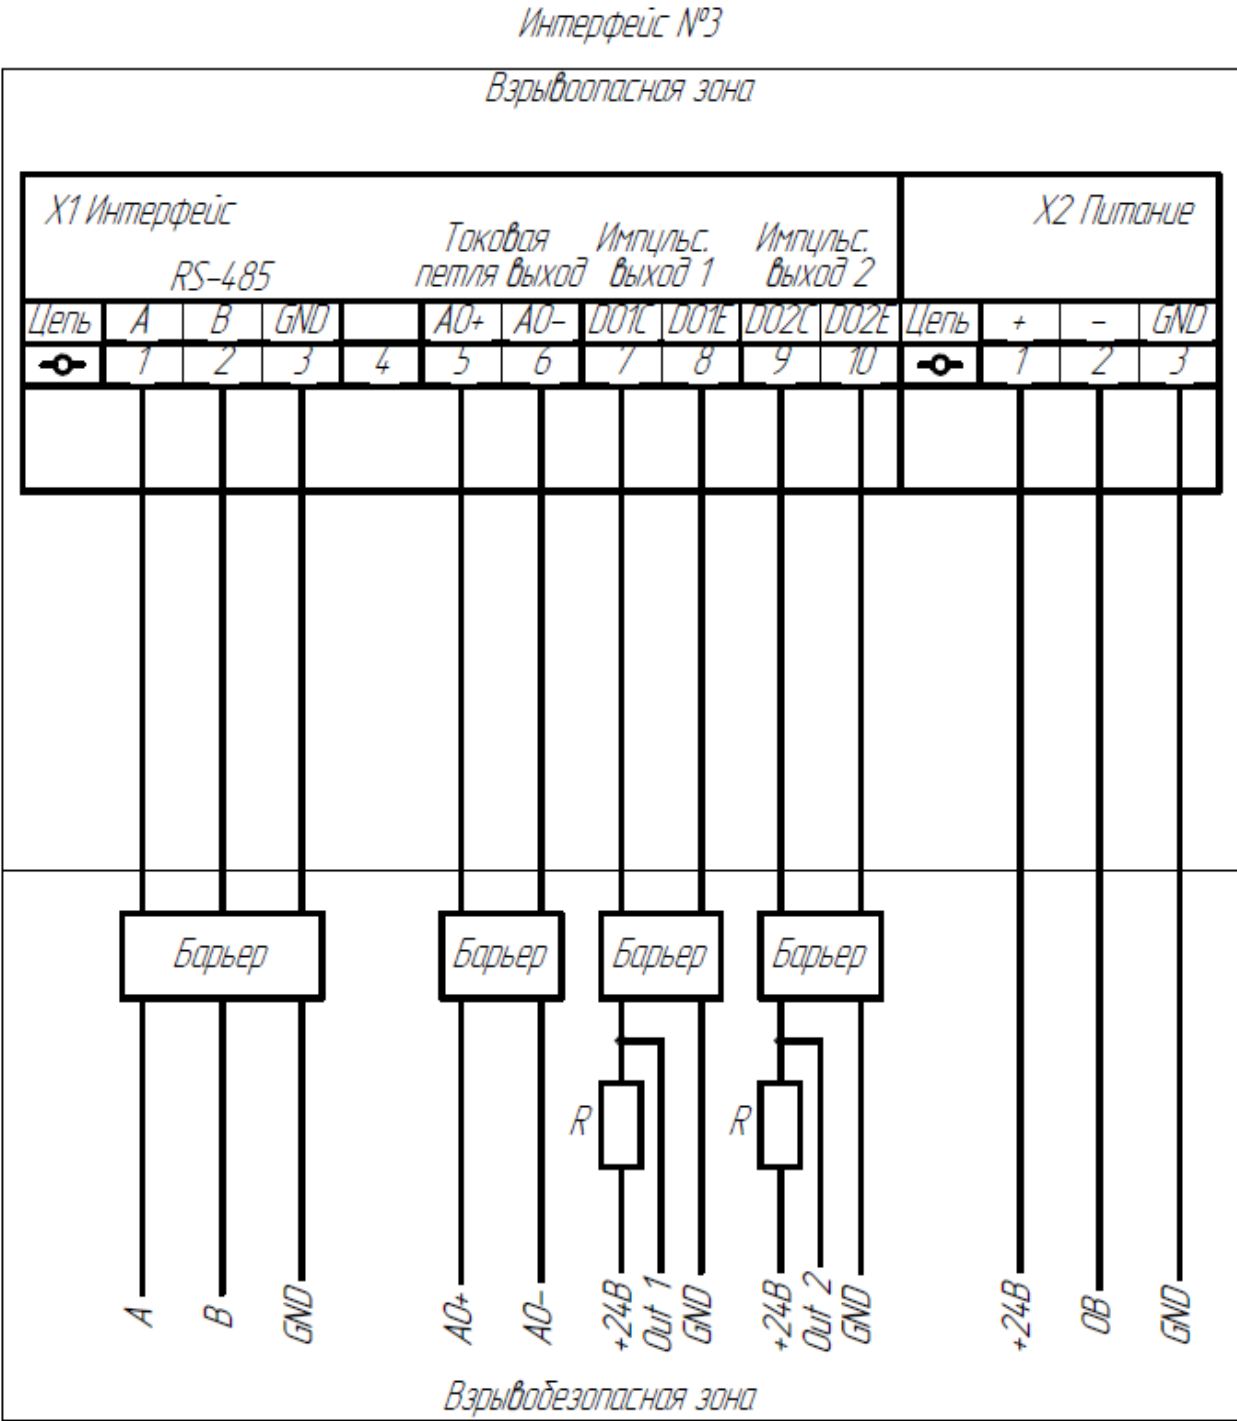 Интерфейс №3
Взрывоопасная зона
X1 Интерфейс
X2 Питание
Токовая петля выход
Импульс. выход 1
Импульс. выход 2
RS-485
Цепь A B GND AO+ AO- DO1C DO1E DO2C DO2E Цепь + - GND
1 2 3 4 5 6 7 8 9 10 1 2 3
Барьер Барьер Барьер Барьер
R R
A B GND AO+ AO- +24В Out 1 GND +24В Out 2 GND +24В 0В GND
Взрывобезопасная зона